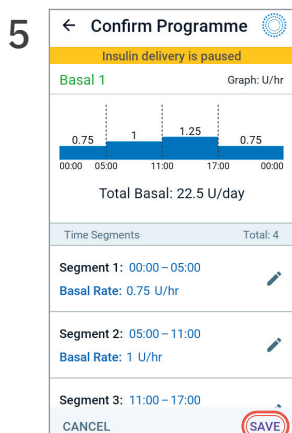 5
Confirm Programme
Insulin delivery is paused
Basal 1 Graph: U/hr
0.75 1 1.25 0.75
00:00 05:00 11:00 17:00 00:00
Total Basal: 22.5 U/day
Time Segments Total: 4
Segment 1: 00:00 – 05:00
Basal Rate: 0.75 U/hr
Segment 2: 05:00 – 11:00
Basal Rate: 1 U/hr
Segment 3: 11:00 – 17:00
CANCEL SAVE